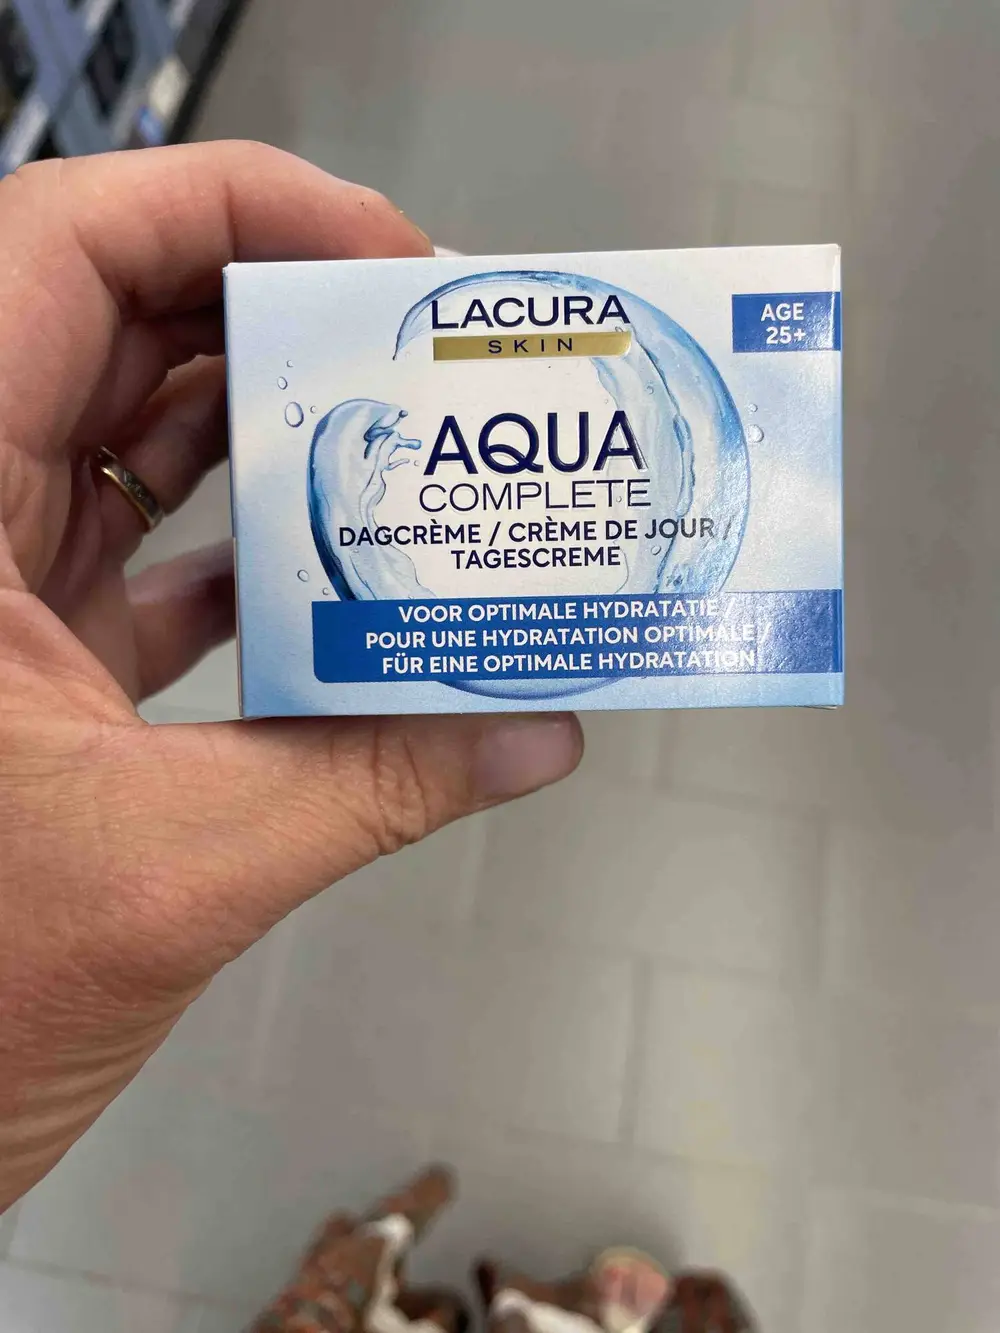 LACURA
SKIN
AGE
25+
AQUA
COMPLETE
DAGCRÈME / CRÈME DE JOUR /
TAGESCREME
VOOR OPTIMALE HYDRATATIE /
POUR UNE HYDRATATION OPTIMALE /
FÜR EINE OPTIMALE HYDRATATION